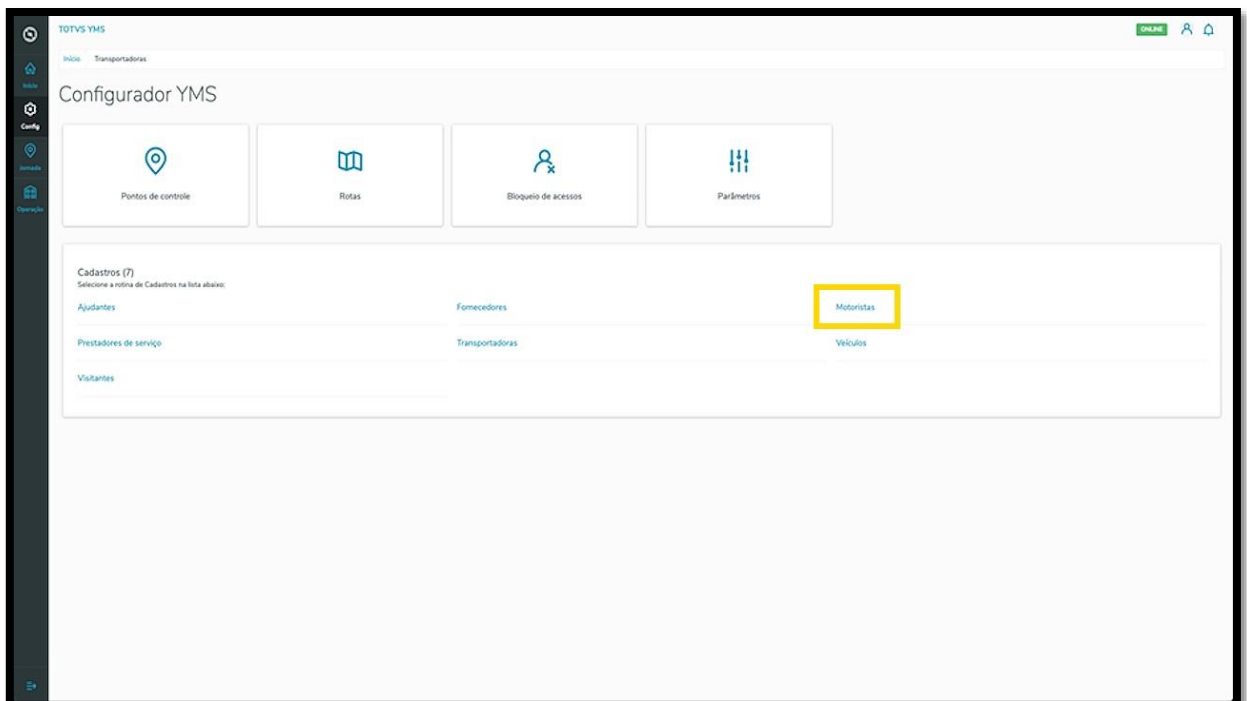 TOTVS YMS
ONLINE
Início Transportadoras
Início
Configurador YMS
Config
Jornada
Operação
Pontos de controle
Rotas
Bloqueio de acessos
Parâmetros
Cadastros (7)
Selecione a rotina de Cadastros na lista abaixo:
Ajudantes
Fornecedores
Motoristas
Prestadores de serviço
Transportadoras
Veículos
Visitantes